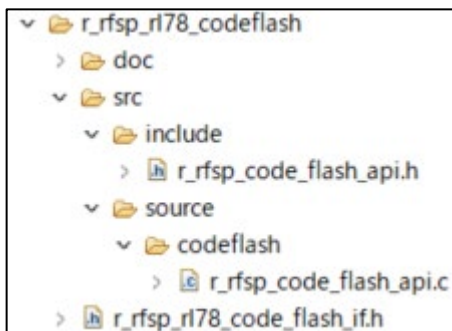 r_rfsp_rl78_codeflash
doc
src
include
r_rfsp_code_flash_api.h
source
codeflash
r_rfsp_code_flash_api.c
r_rfsp_rl78_code_flash_if.h